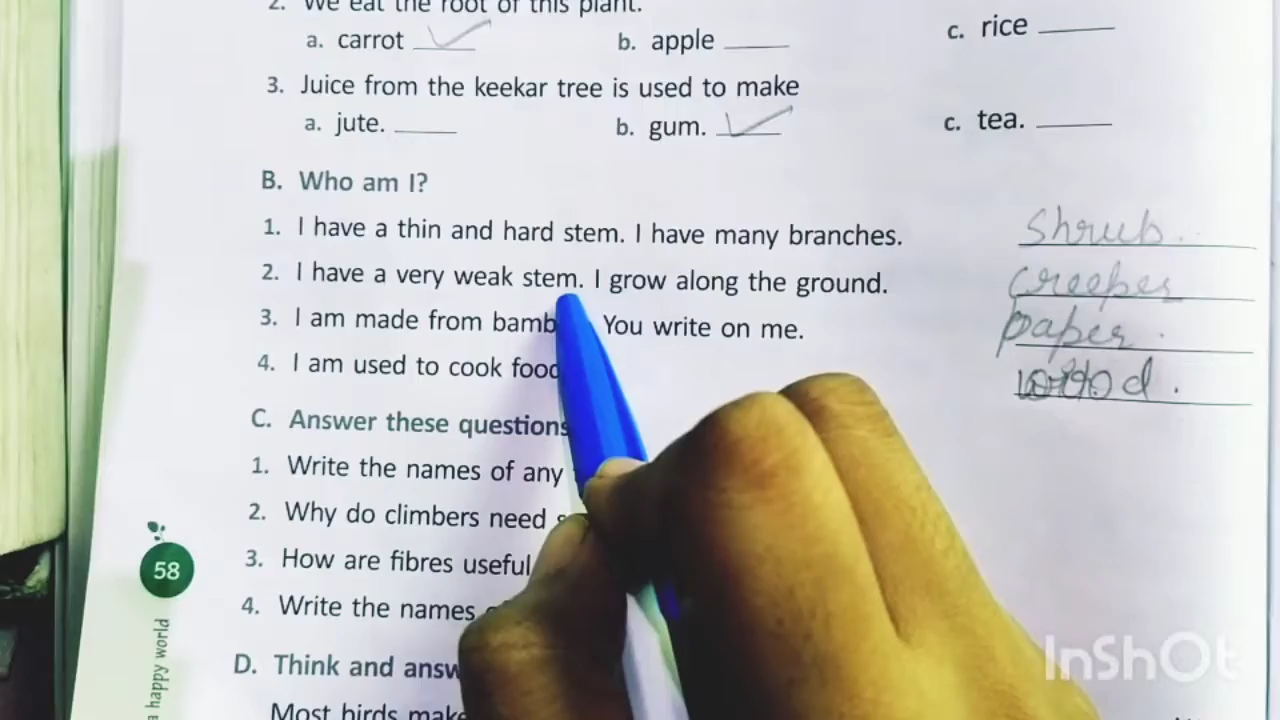 2. We eat the root of this plant.
a. carrot b. apple c. rice
3. Juice from the keekar tree is used to make
a. jute. b. gum. c. tea.
B. Who am I?
1. I have a thin and hard stem. I have many branches. Shrub.
2. I have a very weak stem. I grow along the ground. Creeper
3. I am made from bamb You write on me. paper.
4. I am used to cook food
C. Answer these questions
1. Write the names of any
2. Why do climbers need
3. How are fibres useful
4. Write the names
D. Think and answ
Most birds make
58
a happy world
InShOt